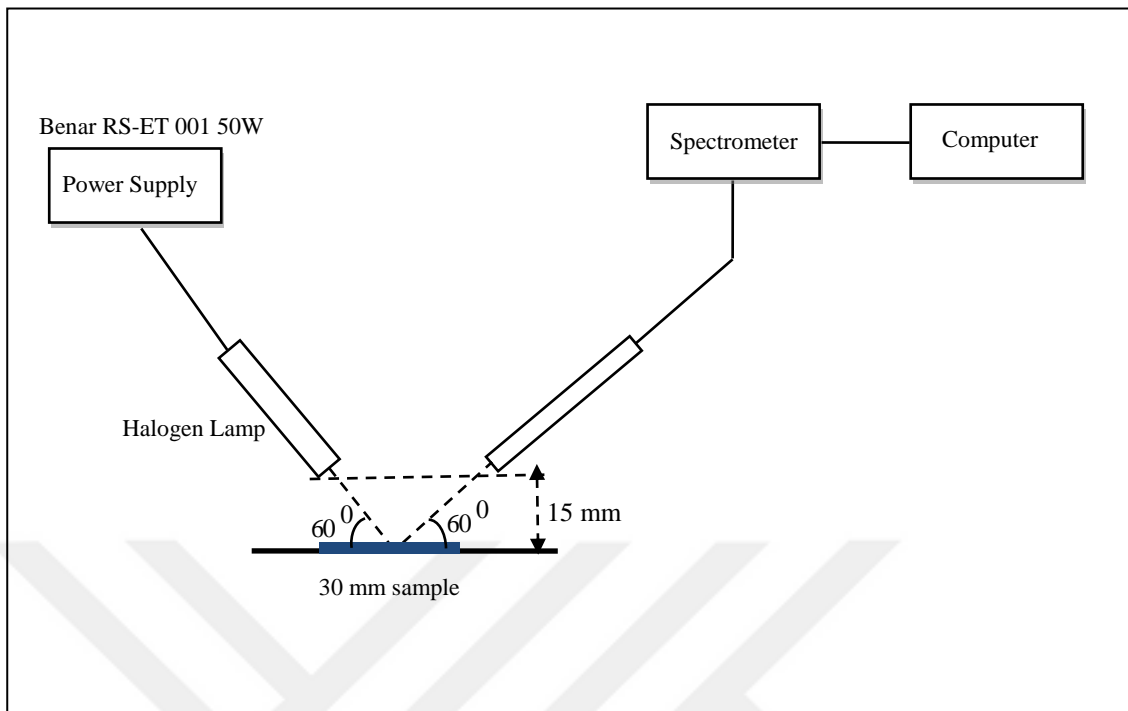 Benar RS-ET 001 50W
Power Supply
Spectrometer
Computer
Halogen Lamp
60 0
60 0
15 mm
30 mm sample